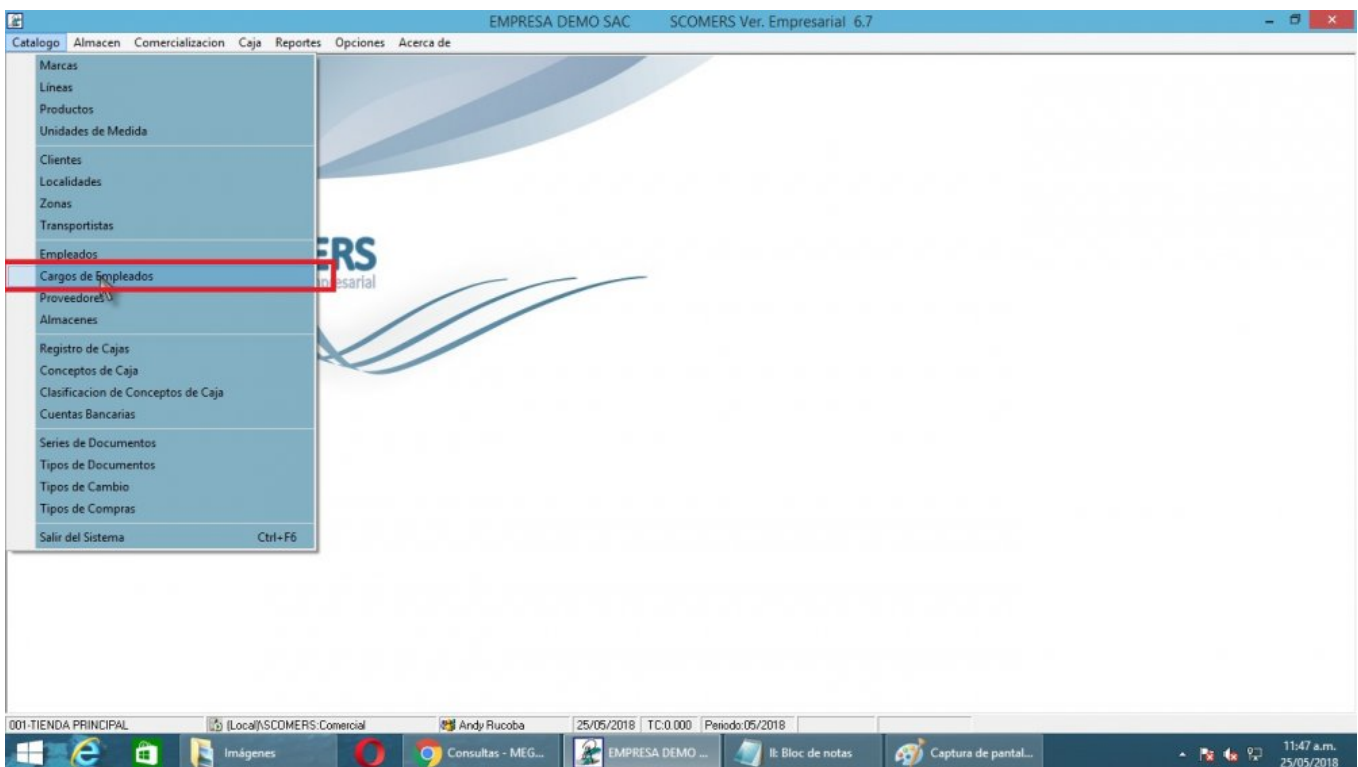 EMPRESA DEMO SAC SCOMERS Ver. Empresarial 6.7
Catalogo Almacen Comercializacion Caja Reportes Opciones Acerca de
Marcas
Líneas
Productos
Unidades de Medida
Clientes
Localidades
Zonas
Transportistas
Empleados
ERS
Cargos de Empleados
esarial
Proveedores
Almacenes
Registro de Cajas
Conceptos de Caja
Clasificacion de Conceptos de Caja
Cuentas Bancarias
Series de Documentos
Tipos de Documentos
Tipos de Cambio
Tipos de Compras
Salir del Sistema Ctrl+F6
001-TIENDA PRINCIPAL (Local)\SCOMERS:Comercial Andy Rucoba 25/05/2018 TC:0.000 Periodo:05/2018
Imágenes Consultas - MEG... EMPRESA DEMO ... Bloc de notas Captura de pantal... 11:47 a.m.
25/05/2018